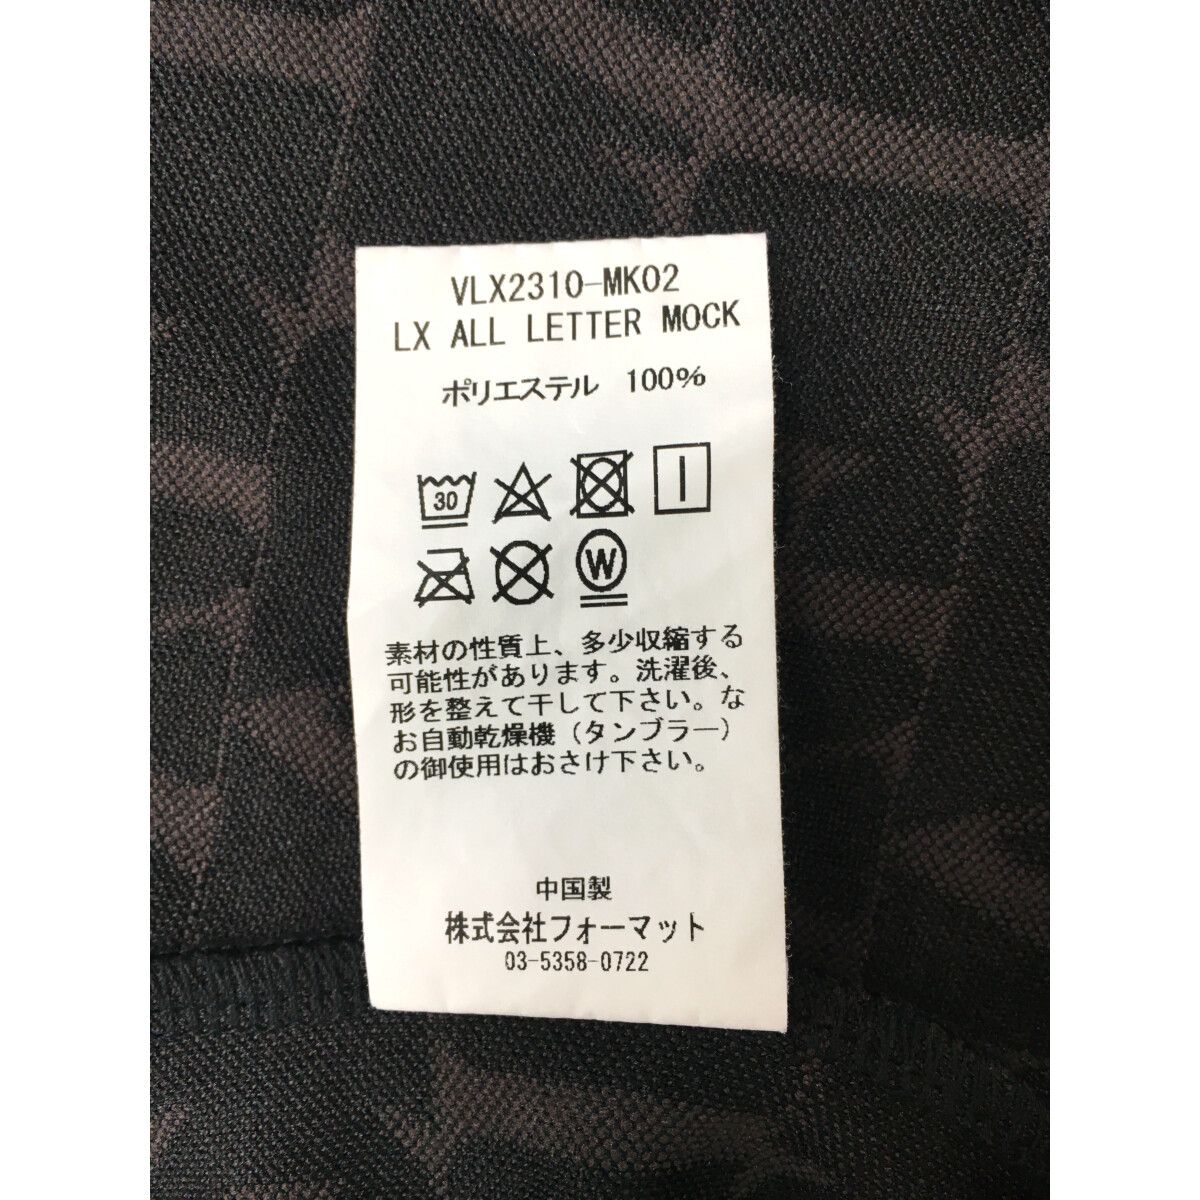 VLX2310-MK02
LX ALL LETTER MOCK
ポリエステル 100%
30
W
素材の性質上、多少収縮する
可能性があります。洗濯後、
形を整えて干して下さい。な
お自動乾燥機(タンブラー)
の御使用はおさけ下さい。
中国製
株式会社フォーマット
03-5358-0722